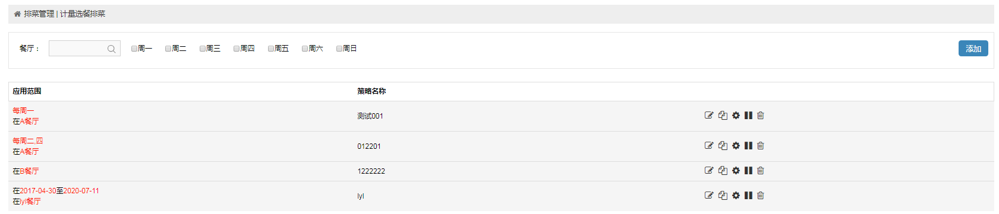 排菜管理 | 计量选餐排菜
餐厅： 周一 周二 周三 周四 周五 周六 周日 添加
应用范围 策略名称
每周一
在A餐厅
测试001
每周二,四
在A餐厅
012201
在B餐厅 1222222
在2017-04-30至2020-07-11
在lyl餐厅
lyl